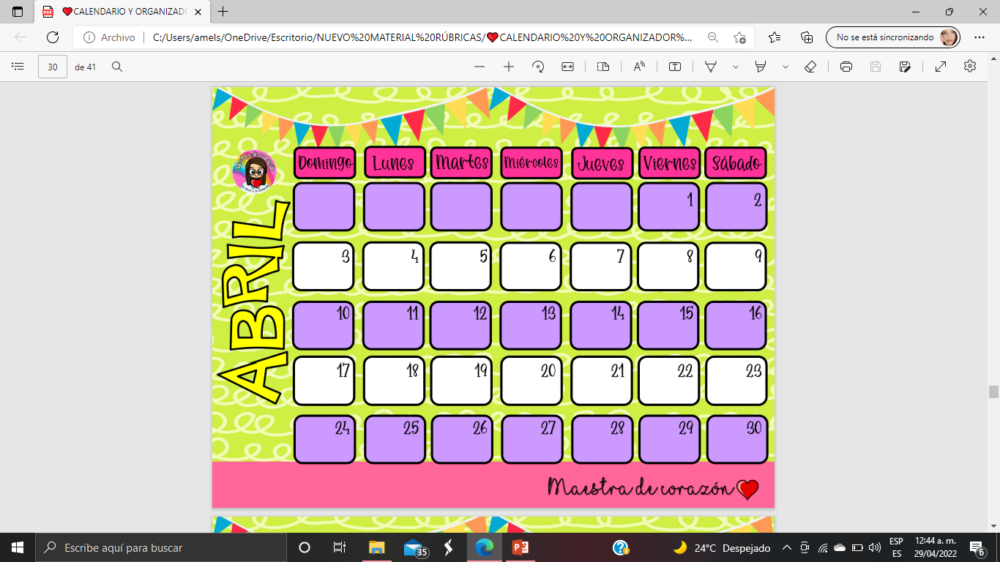 ❤CALENDARIO Y ORGANIZADO
Archivo C:/Users/amels/OneDrive/Escritorio/NUEVO%20MATERIAL%20RÚBRICAS/❤CALENDARIO%20Y%20ORGANIZADOR%...
No se está sincronizando
30 de 41
Domingo Lunes Martes Miércoles Jueves Viernes Sábado
1 2
ABRIL
3 4 5 6 7 8 9
10 11 12 13 14 15 16
17 18 19 20 21 22 23
24 25 26 27 28 29 30
Maestra de corazón
Escribe aquí para buscar
35
24°C Despejado
ESP
ES
12:44 a. m.
29/04/2022
6